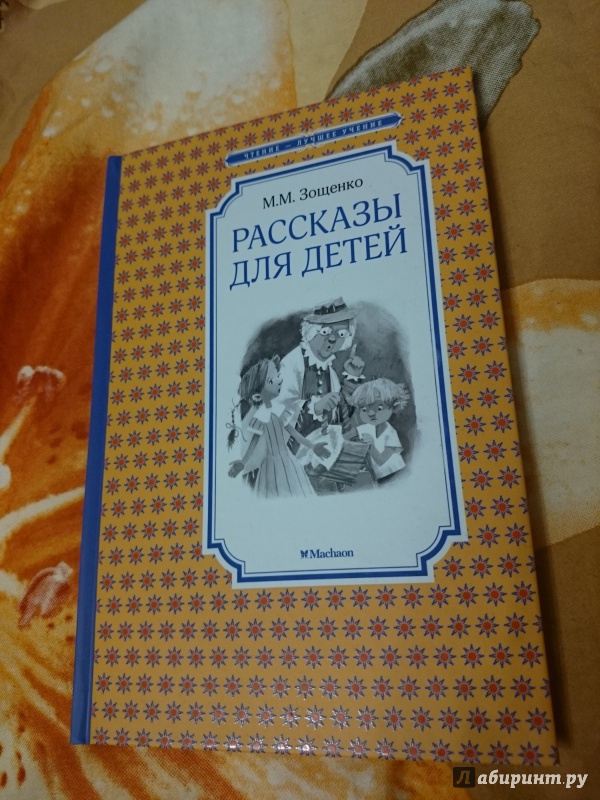 ЧТЕНИЕ – ЛУЧШЕЕ УЧЕНИЕ
М.М. Зощенко
РАССКАЗЫ
ДЛЯ ДЕТЕЙ
Machaon
Лабиринт.ру